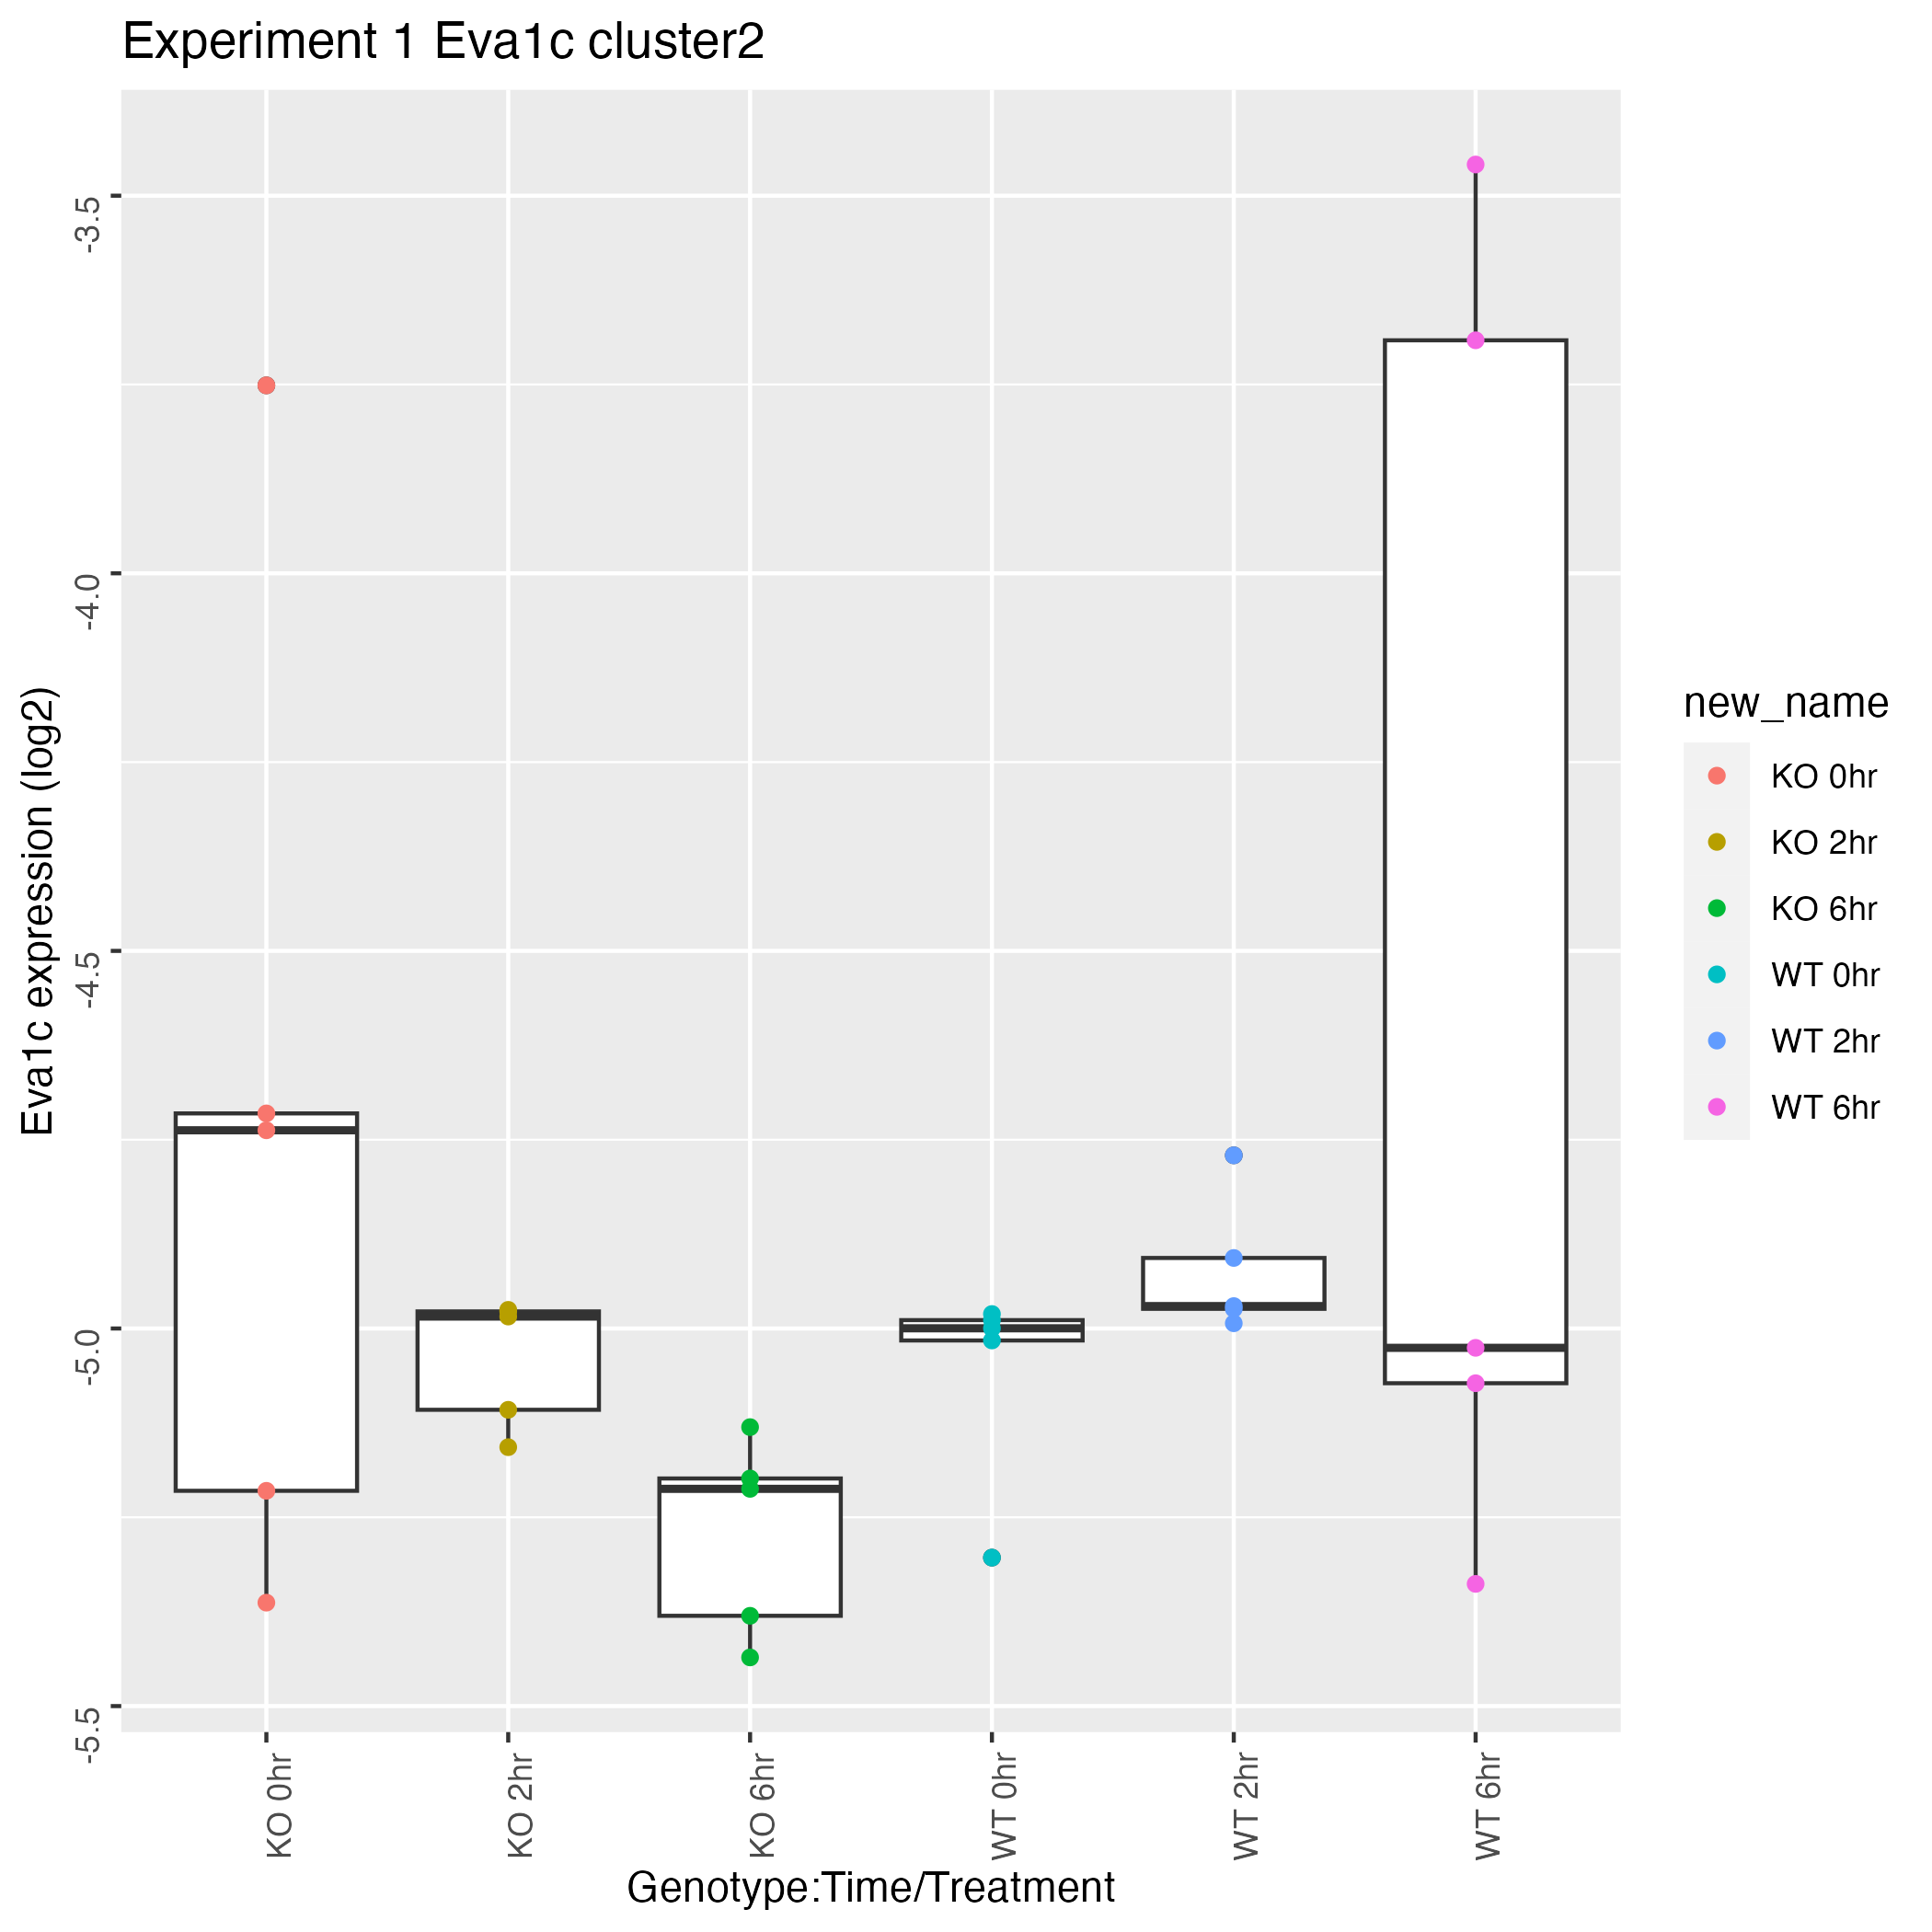 Experiment 1 Eva1c cluster2
Eva1c expression (log2)
-3.5
-4.0
-4.5
-5.0
-5.5
KO 0hr
KO 2hr
KO 6hr
WT 0hr
WT 2hr
WT 6hr
Genotype:Time/Treatment
new_name
KO 0hr
KO 2hr
KO 6hr
WT 0hr
WT 2hr
WT 6hr